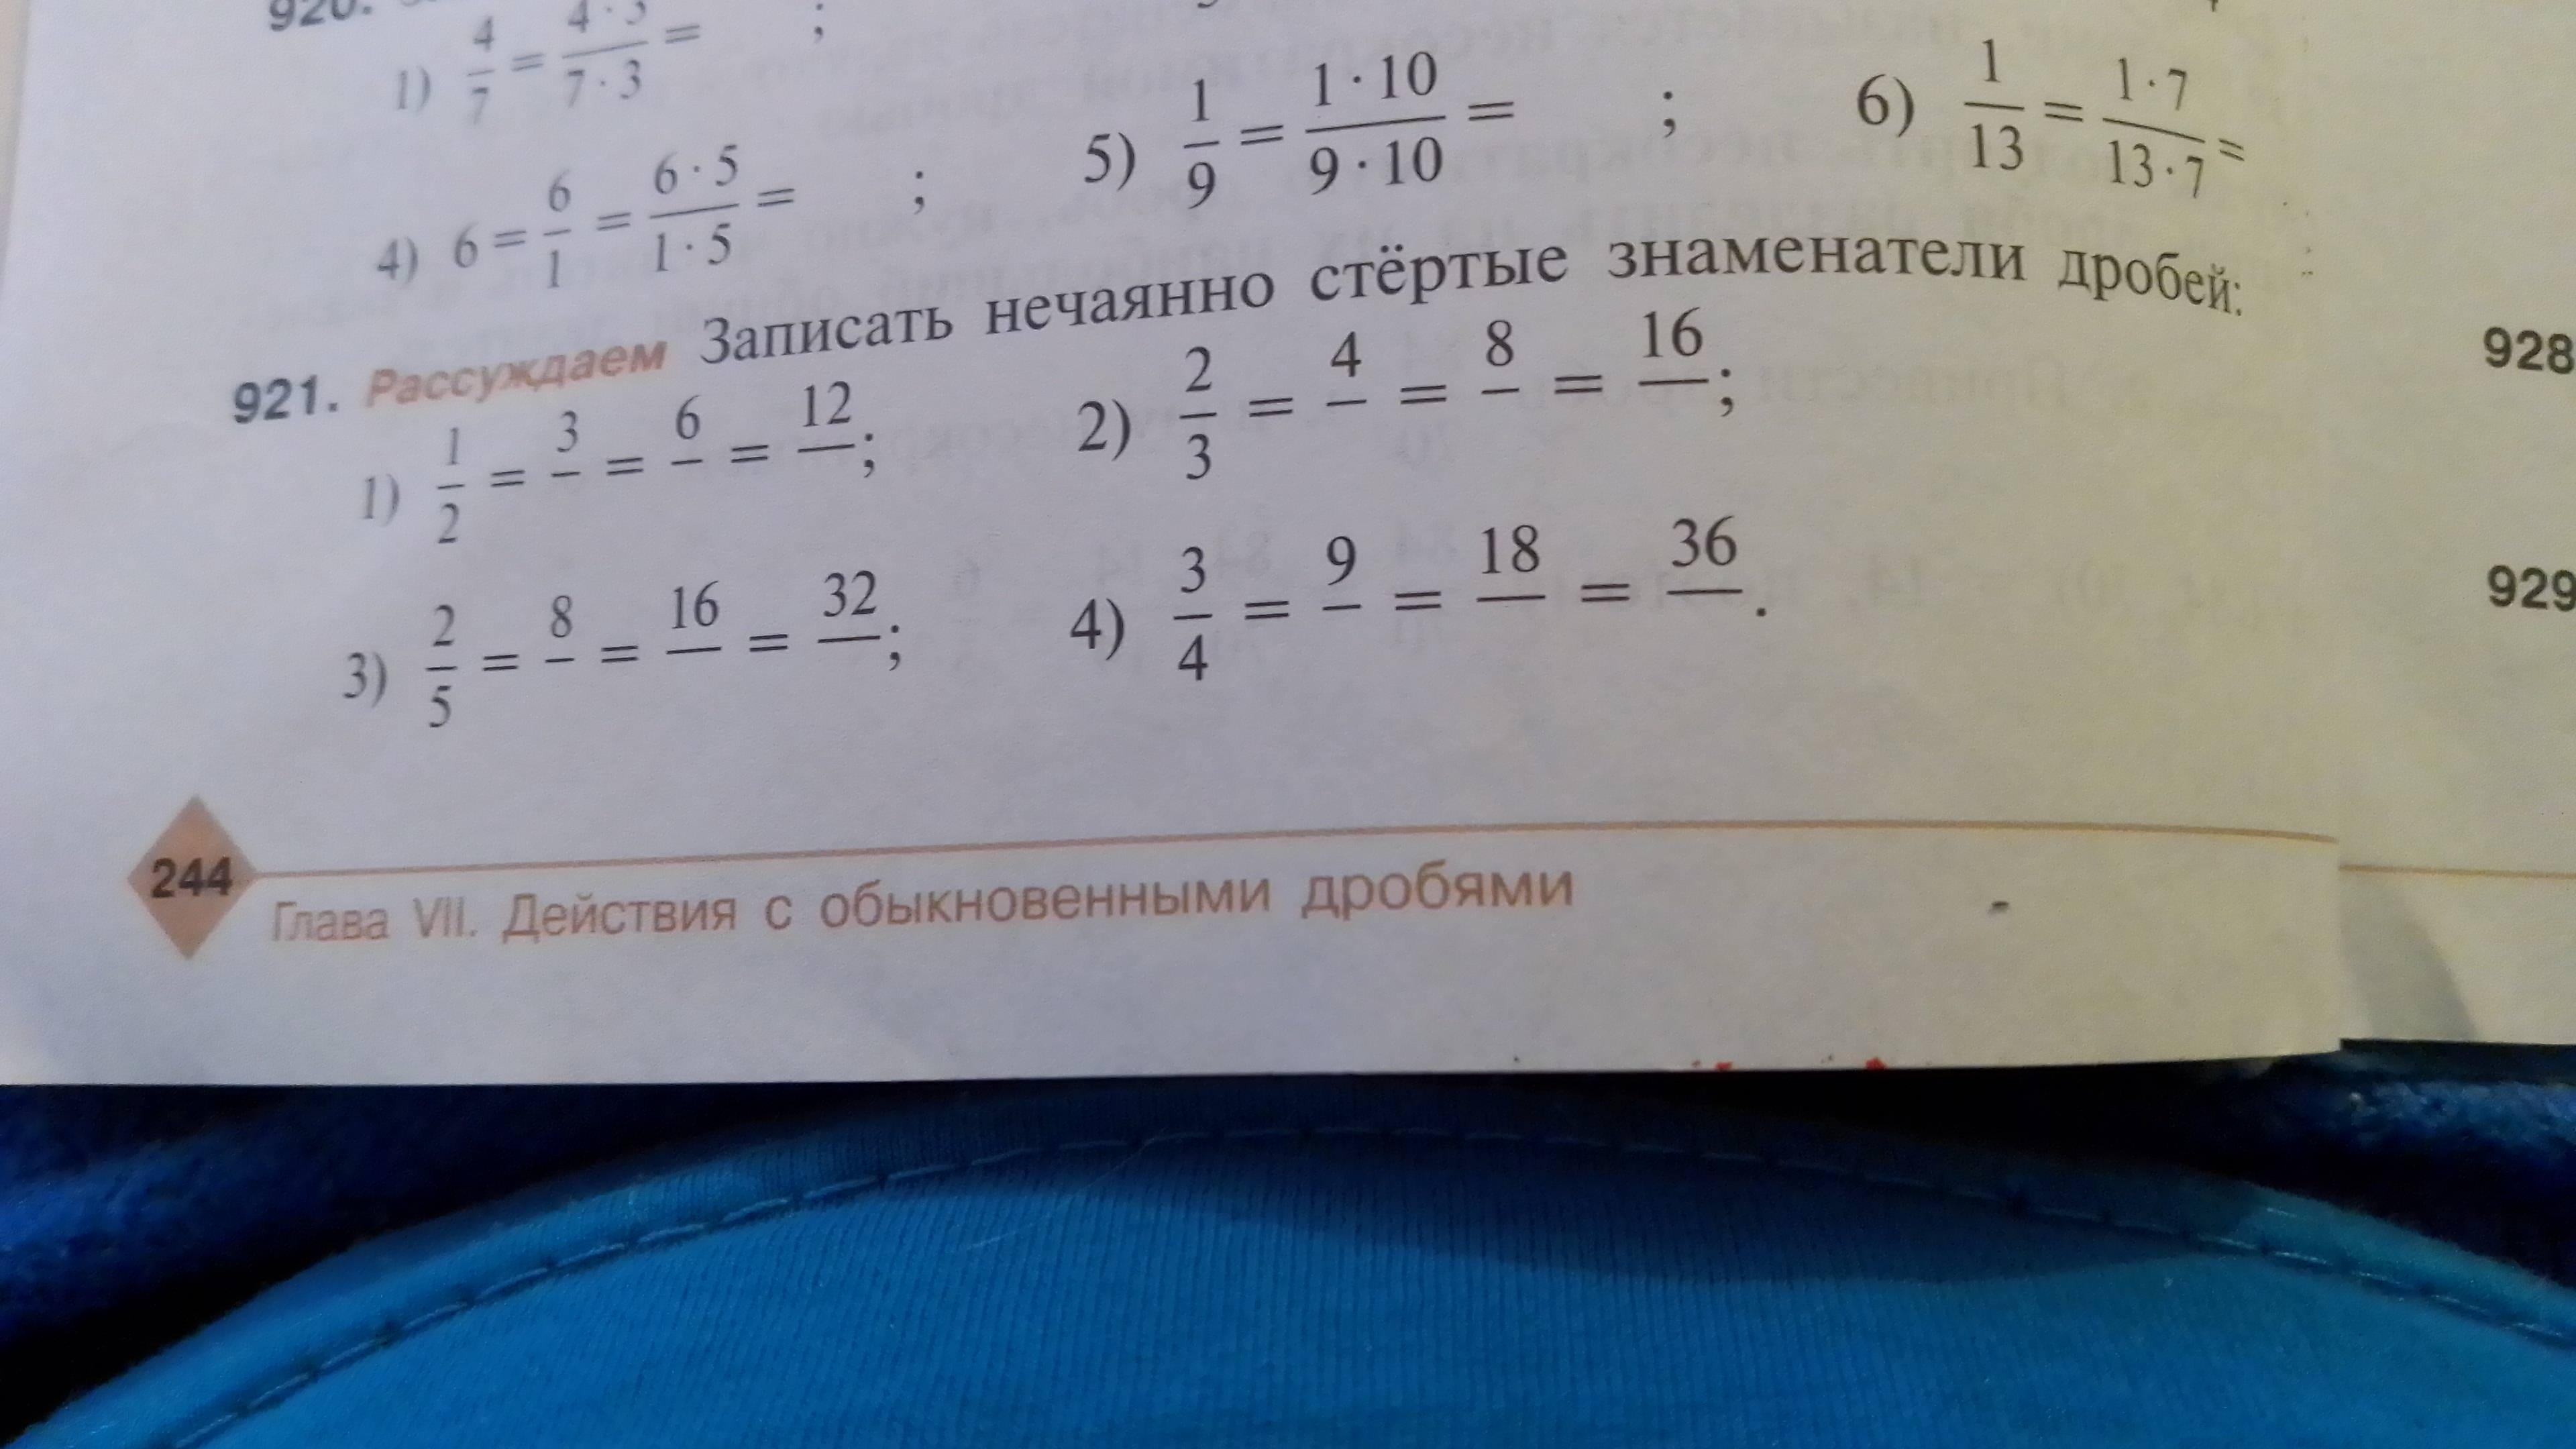 920.
1) 4/7 = 4·3/7·3 = ;
4) 6 = 6/1 = 6·5/1·5 = ; 5) 1/9 = 1·10/9·10 = ; 6) 1/13 = 1·7/13·7 =
921. Рассуждаем Записать нечаянно стёртые знаменатели дробей:
1) 1/2 = 3/ = 6/ = 12/ ; 2) 2/3 = 4/ = 8/ = 16/ ;
3) 2/5 = 8/ = 16/ = 32/ ; 4) 3/4 = 9/ = 18/ = 36/ .
244
Глава VII. Действия с обыкновенными дробями
928
929